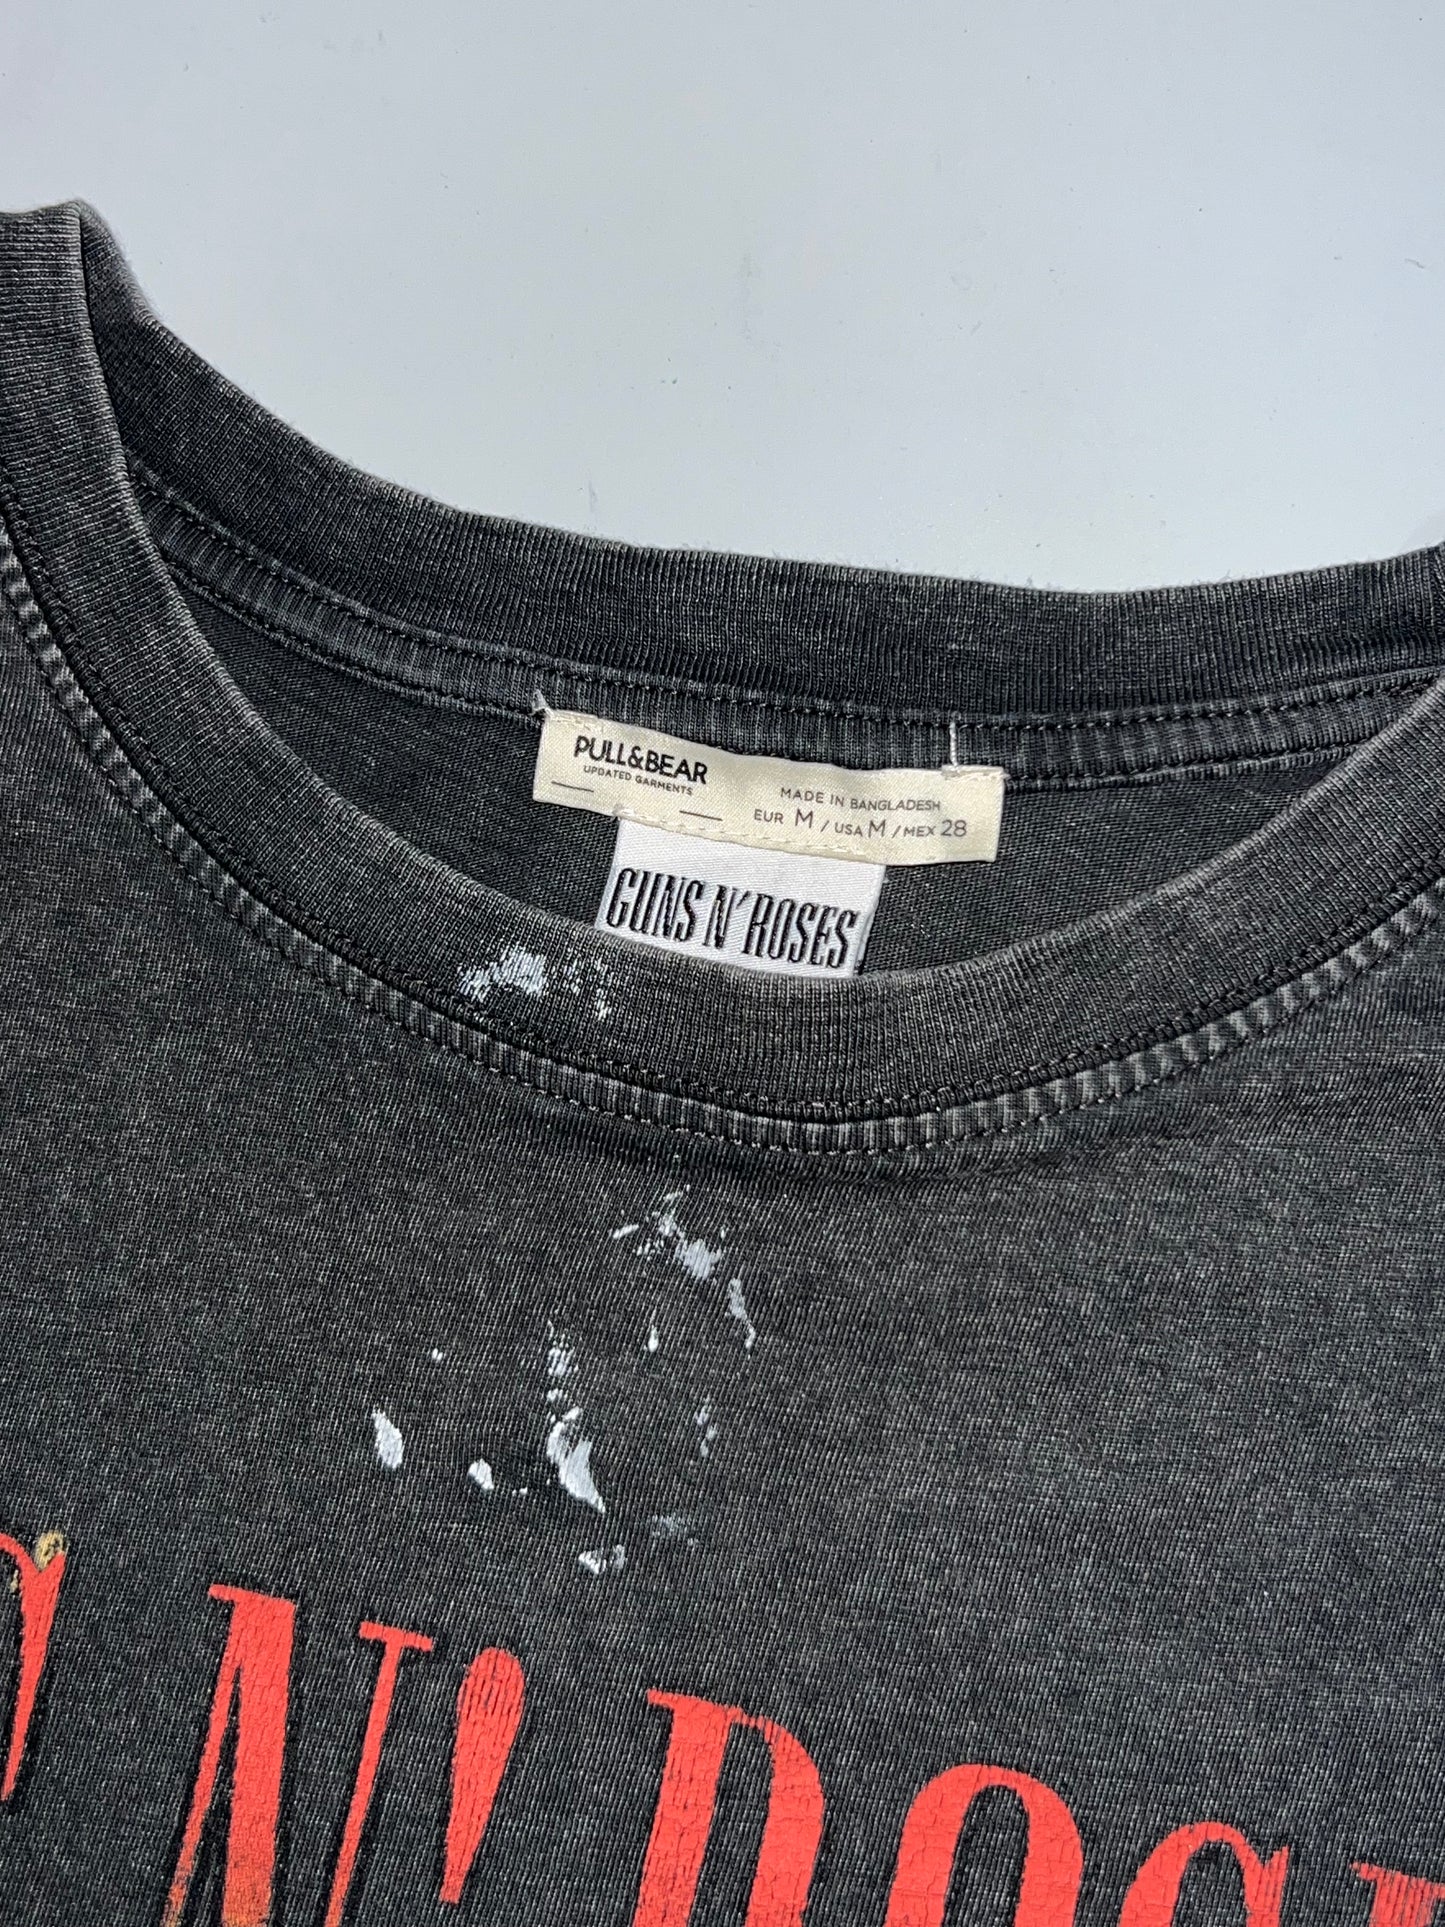 PULL&BEAR
UPDATED GARMENTS
MADE IN BANGLADESH
EUR M / USA M / MEX 28
GUNS N' ROSES
N'